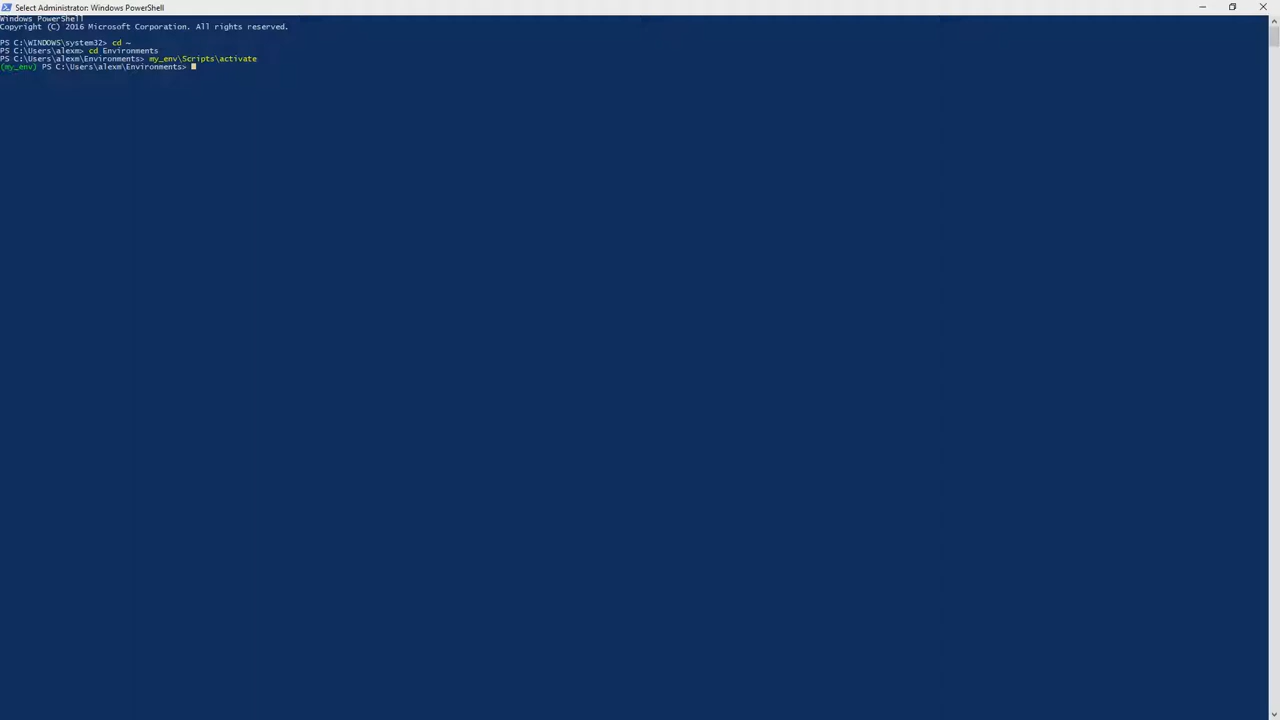 Select Administrator: Windows PowerShell
Windows PowerShell
Copyright (C) 2016 Microsoft Corporation. All rights reserved.
PS C:\WINDOWS\system32> cd ~
PS C:\Users\alexm> cd Environments
PS C:\Users\alexm\Environments> my_env\Scripts\activate
(my_env) PS C:\Users\alexm\Environments>